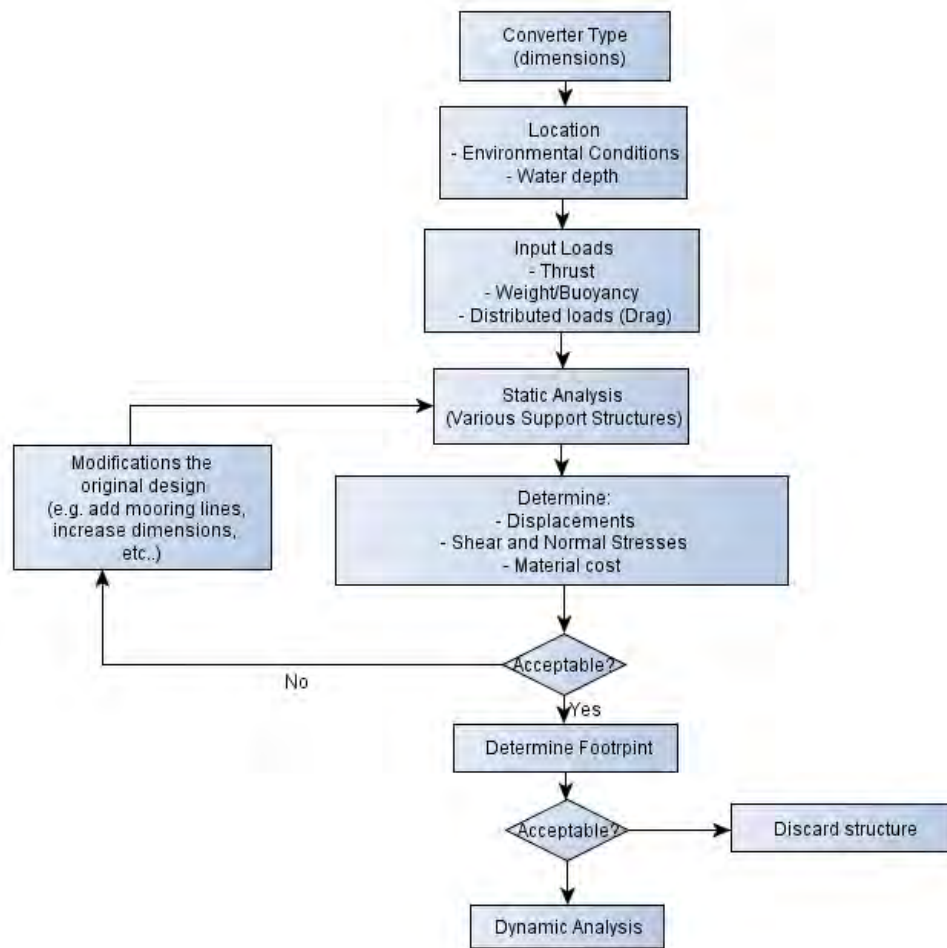 Converter Type
(dimensions)
Location
- Environmental Conditions
- Water depth
Input Loads
- Thrust
- Weight/Buoyancy
- Distributed loads (Drag)
Static Analysis
(Various Support Structures)
Modifications the
original design
(e.g. add mooring lines,
increase dimensions,
etc..)
Determine:
- Displacements
- Shear and Normal Stresses
- Material cost
Acceptable?
No
Yes
Determine Footrpint
Acceptable?
Discard structure
Dynamic Analysis